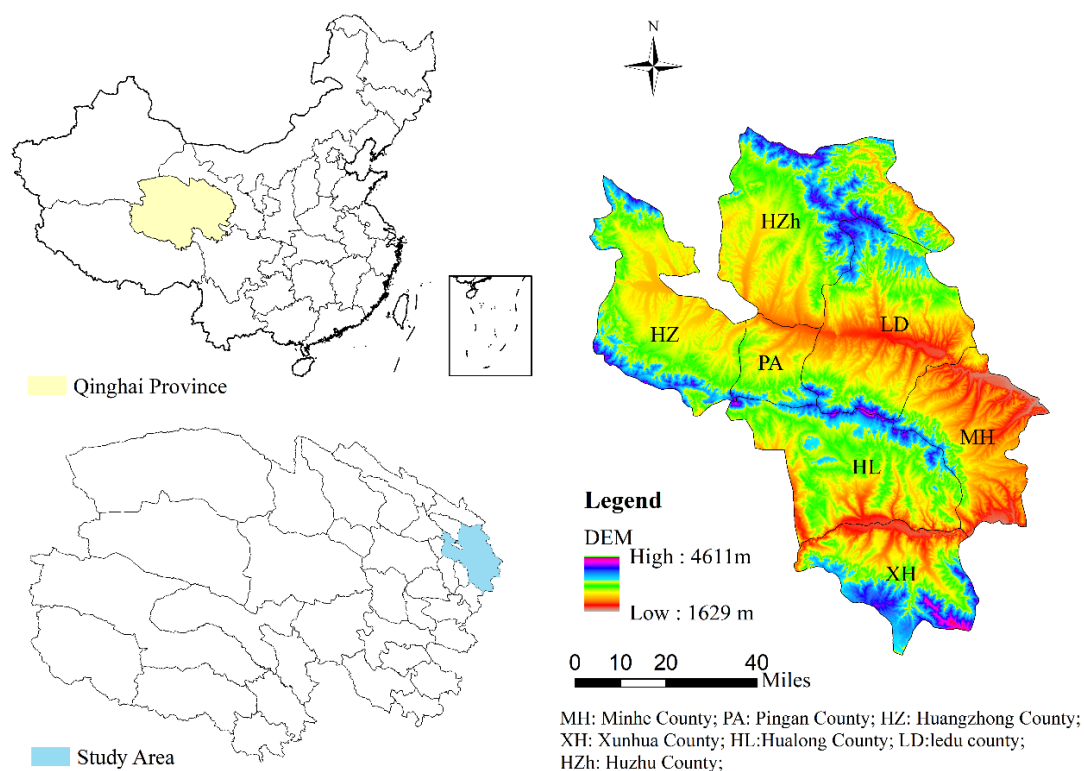 N
HZh
HZ
PA
LD
MH
HL
XH
Qinghai Province
Study Area
Legend
DEM
High : 4611m
Low : 1629 m
0 10 20 40
Miles
MH: Minhe County; PA: Pingan County; HZ: Huangzhong County;
XH: Xunhua County; HL:Hualong County; LD:ledu county;
HZh: Huzhu County;